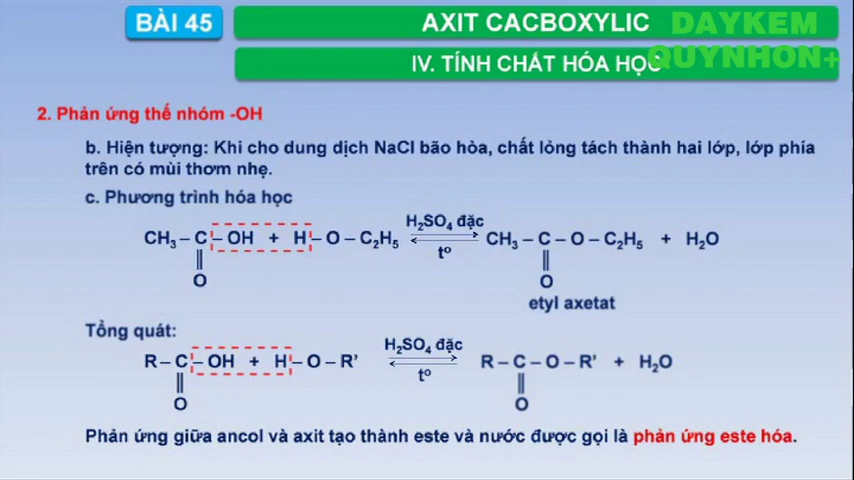 BÀI 45
AXIT CACBOXYLIC
DAYKEM
QUYNHON+
IV. TÍNH CHẤT HÓA HỌC
2. Phản ứng thế nhóm -OH
b. Hiện tượng: Khi cho dung dịch NaCl bão hòa, chất lỏng tách thành hai lớp, lớp phía
trên có mùi thơm nhẹ.
c. Phương trình hóa học
H₂SO₄ đặc
CH₃ – C – OH + H – O – C₂H₅ ⇌ CH₃ – C – O – C₂H₅ + H₂O
tº
|| ||
O O
etyl axetat
Tổng quát:
H₂SO₄ đặc
R – C – OH + H – O – R' ⇌ R – C – O – R' + H₂O
tº
|| ||
O O
Phản ứng giữa ancol và axit tạo thành este và nước được gọi là phản ứng este hóa.